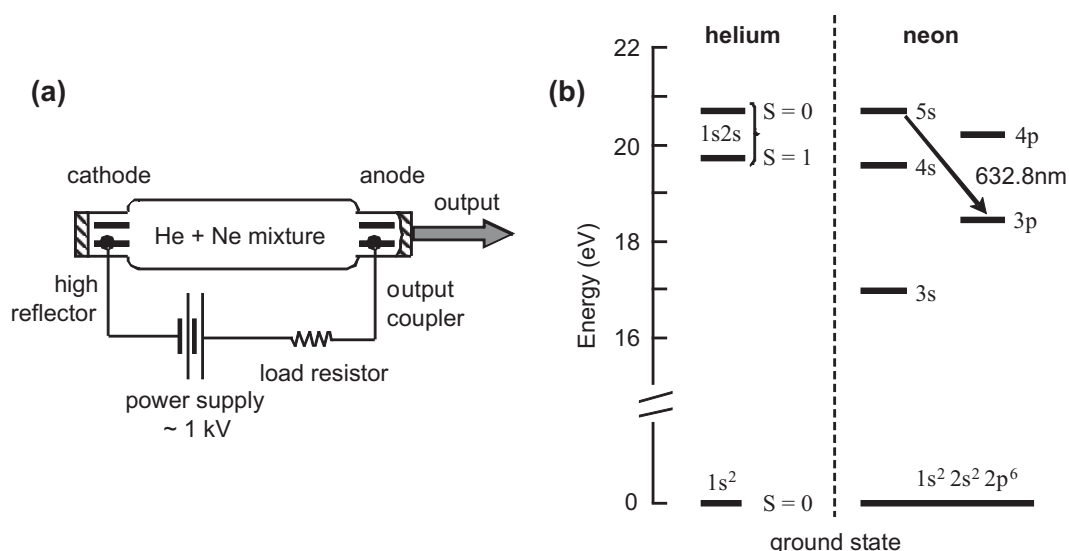 (a)
cathode
anode
output
He + Ne mixture
high
reflector
output
coupler
load resistor
power supply
~ 1 kV
(b)
helium
neon
Energy (eV)
22
20
18
16
0
1s2s
S = 0
S = 1
5s
4p
4s
632.8nm
3p
3s
1s²
S = 0
1s² 2s² 2p⁶
ground state